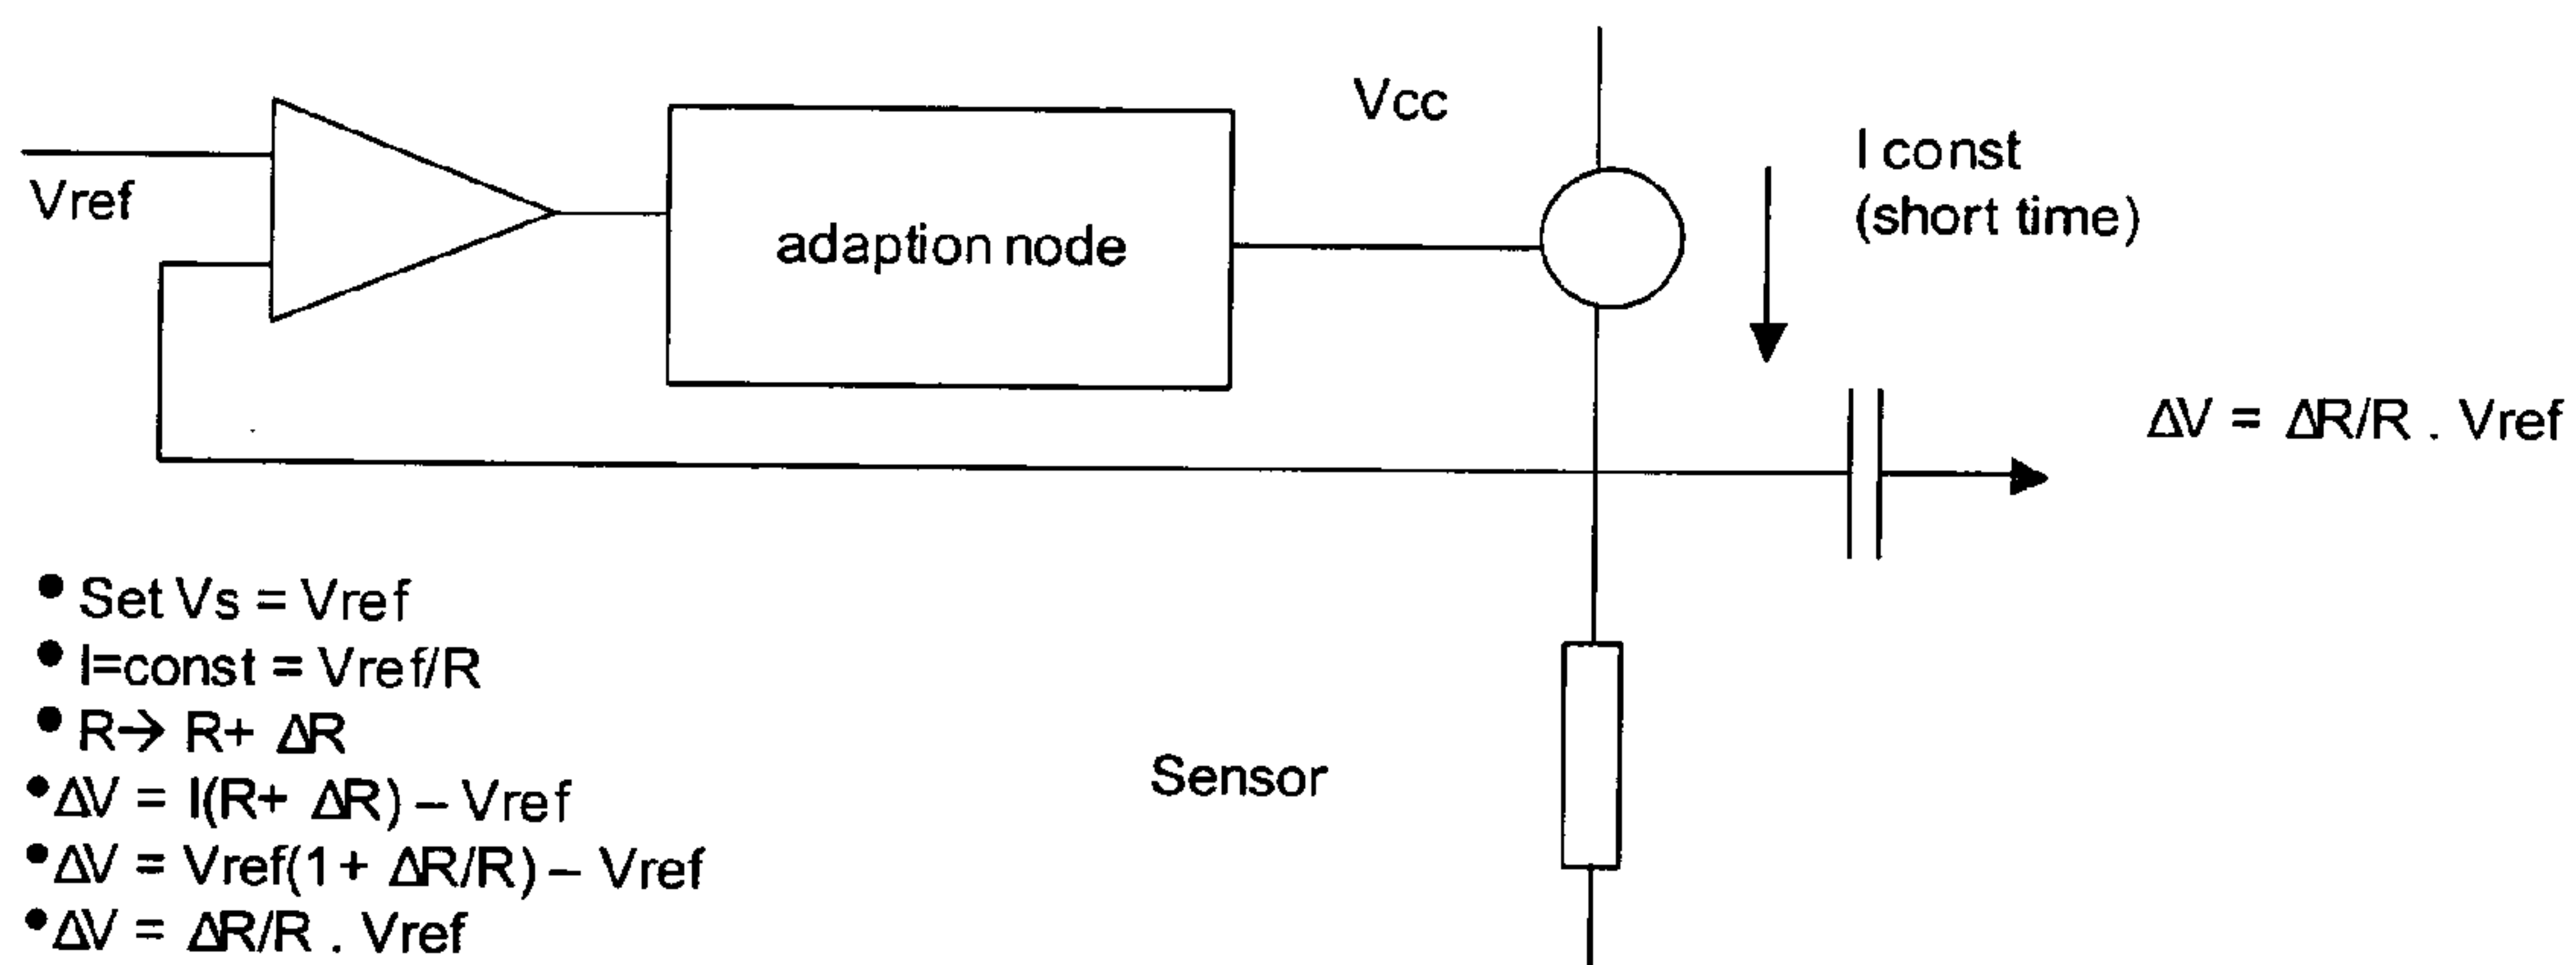 Vcc
I const
(short time)
Vref
adaption node
ΔV = ΔR/R . Vref
• Set Vs = Vref
• I=const = Vref/R
• R→ R+ ΔR
•ΔV = I(R+ ΔR) – Vref
•ΔV = Vref(1+ ΔR/R) – Vref
•ΔV = ΔR/R . Vref
Sensor